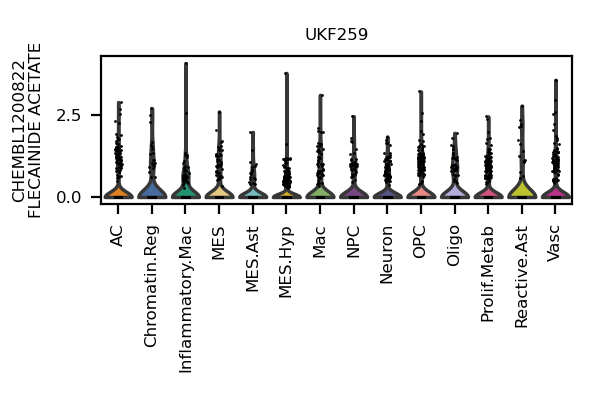 UKF259
CHEMBL1200822
FLECAINIDE ACETATE
2.5
0.0
AC
Chromatin.Reg
Inflammatory.Mac
MES
MES.Ast
MES.Hyp
Mac
NPC
Neuron
OPC
Oligo
Prolif.Metab
Reactive.Ast
Vasc